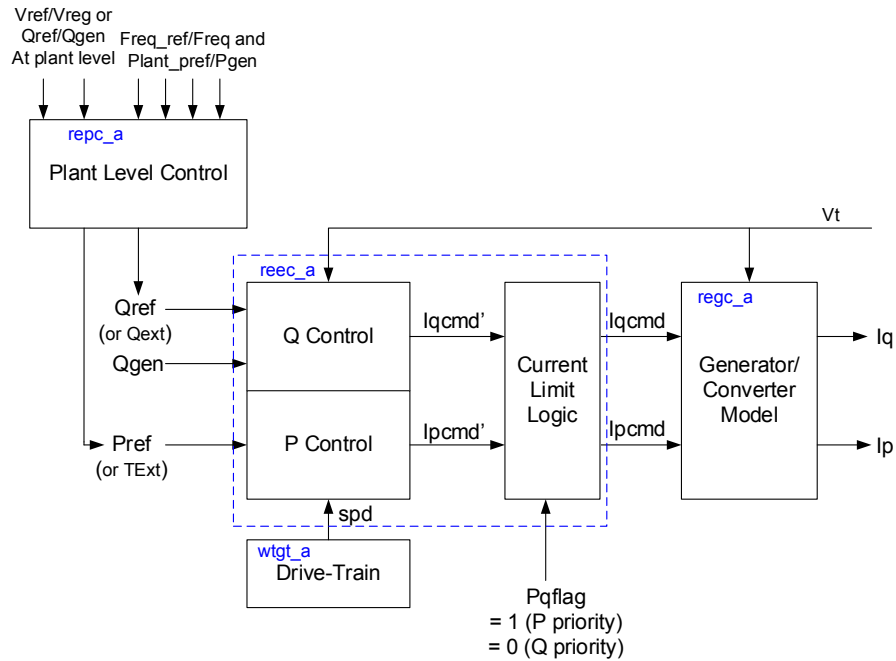 Vref/Vreg or
Qref/Qgen
At plant level
Freq_ref/Freq and
Plant_pref/Pgen
repc_a
Plant Level Control
Vt
reec_a
regc_a
Qref
(or Qext)
Qgen
Pref
(or TExt)
Q Control
P Control
Iqcmd’
Ipcmd’
Current
Limit
Logic
Iqcmd
Ipcmd
Generator/
Converter
Model
Iq
Ip
spd
wtgt_a
Drive-Train
Pqflag
= 1 (P priority)
= 0 (Q priority)